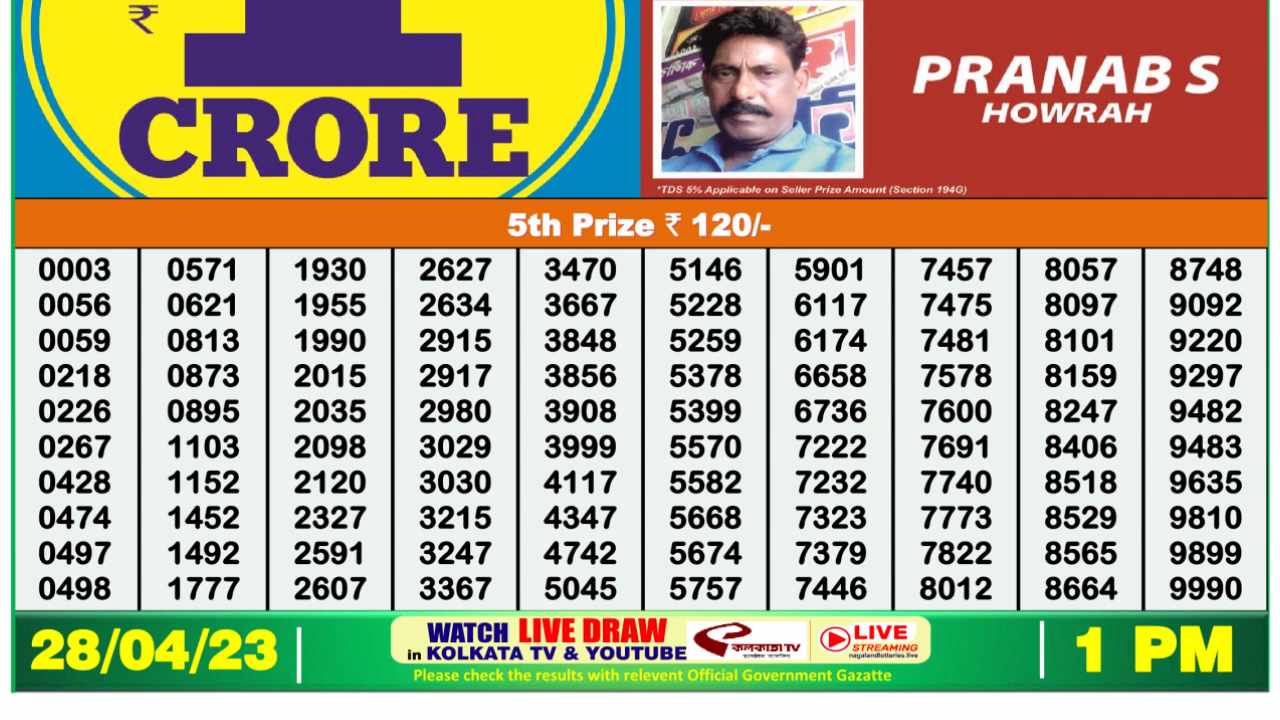 ₹
1
CRORE
PRANAB S
HOWRAH
*TDS 5% Applicable on Seller Prize Amount (Section 194G)
5th Prize ₹ 120/-
0003 0571 1930 2627 3470 5146 5901 7457 8057 8748
0056 0621 1955 2634 3667 5228 6117 7475 8097 9092
0059 0813 1990 2915 3848 5259 6174 7481 8101 9220
0218 0873 2015 2917 3856 5378 6658 7578 8159 9297
0226 0895 2035 2980 3908 5399 6736 7600 8247 9482
0267 1103 2098 3029 3999 5570 7222 7691 8406 9483
0428 1152 2120 3030 4117 5582 7232 7740 8518 9635
0474 1452 2327 3215 4347 5668 7323 7773 8529 9810
0497 1492 2591 3247 4742 5674 7379 7822 8565 9899
0498 1777 2607 3367 5045 5757 7446 8012 8664 9990
28/04/23
WATCH LIVE DRAW
in KOLKATA TV & YOUTUBE
কলকাতা TV
LIVE
STREAMING
nagalandlotteries.live
Please check the results with relevent Official Government Gazatte
1 PM